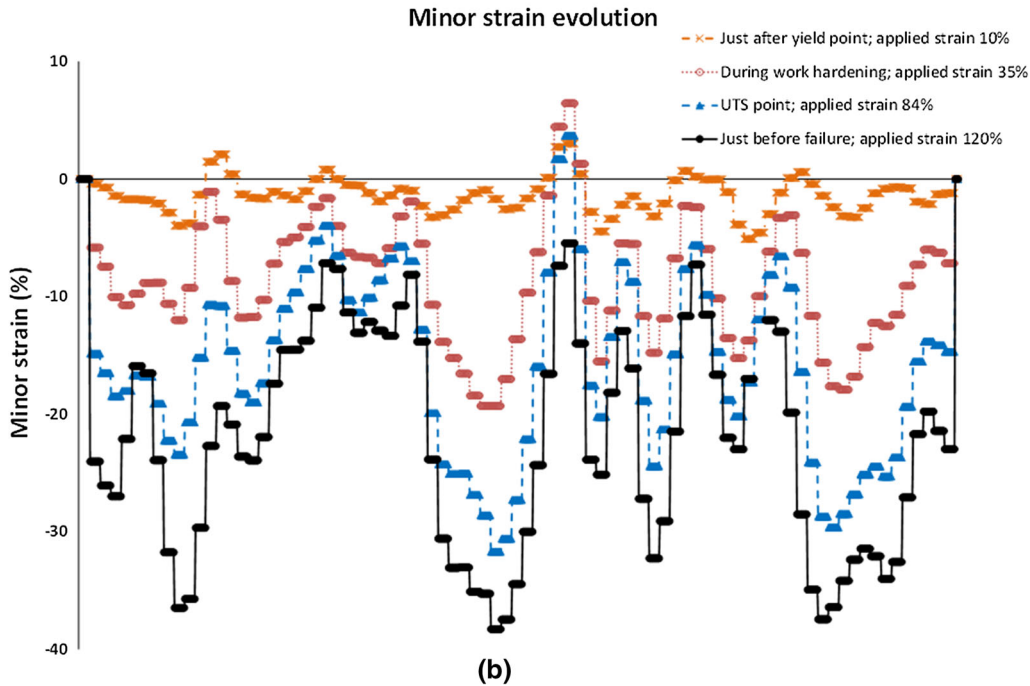 Minor strain evolution
Just after yield point; applied strain 10%
During work hardening; applied strain 35%
UTS point; applied strain 84%
Just before failure; applied strain 120%
10
0
-10
-20
-30
-40
Minor strain (%)
(b)